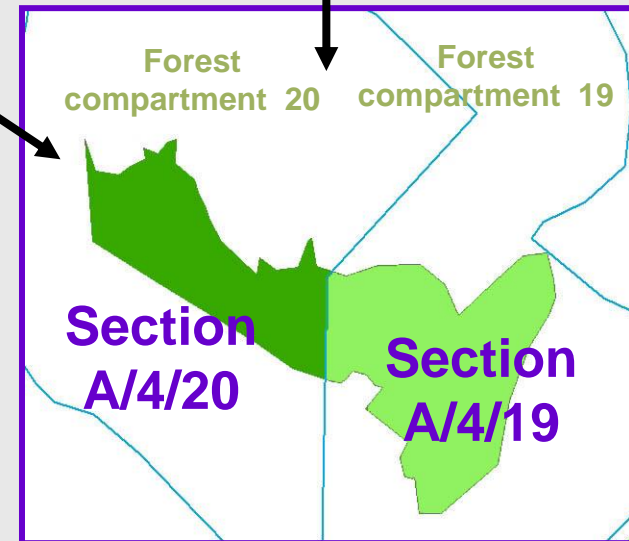 Forest
compartment 20
Forest
compartment 19
Section
A/4/20
Section
A/4/19